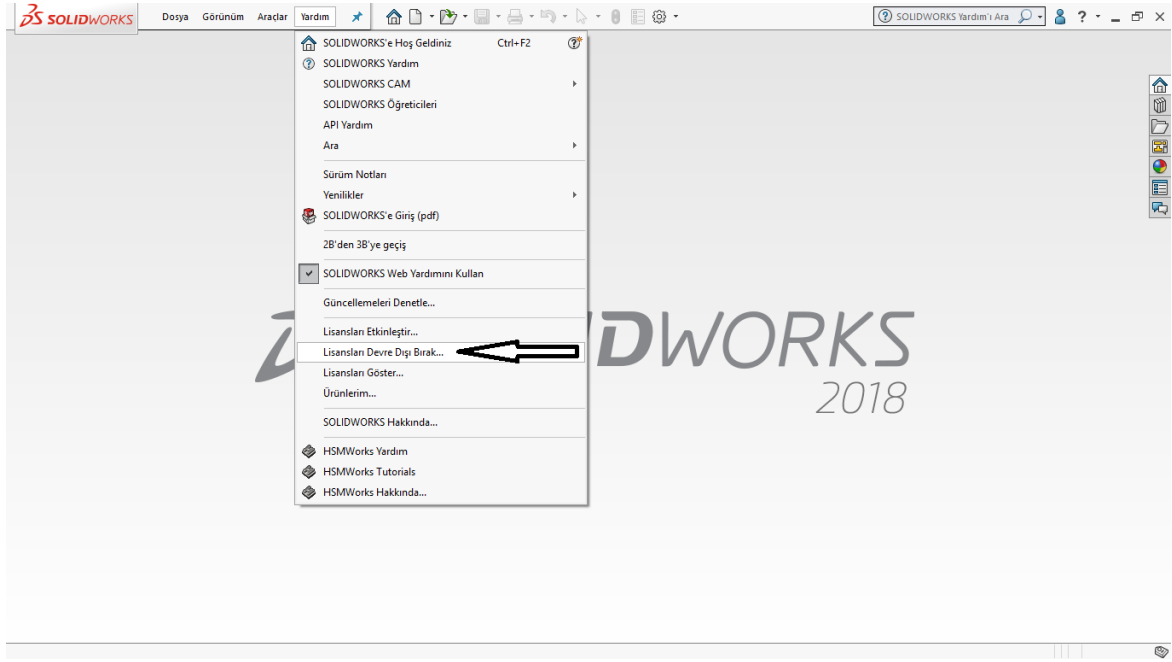 SOLIDWORKS Dosya Görünüm Araçlar Yardım SOLIDWORKS Yardım'ı Ara ?
SOLIDWORKS'e Hoş Geldiniz Ctrl+F2
SOLIDWORKS Yardım
SOLIDWORKS CAM
SOLIDWORKS Öğreticileri
API Yardım
Ara
Sürüm Notları
Yenilikler
SOLIDWORKS'e Giriş (pdf)
2B'den 3B'ye geçiş
SOLIDWORKS Web Yardımını Kullan
Güncellemeleri Denetle...
Lisansları Etkinleştir...
Lisansları Devre Dışı Bırak...
Lisansları Göster...
Ürünlerim...
SOLIDWORKS Hakkında...
HSMWorks Yardım
HSMWorks Tutorials
HSMWorks Hakkında...
DWORKS
2018